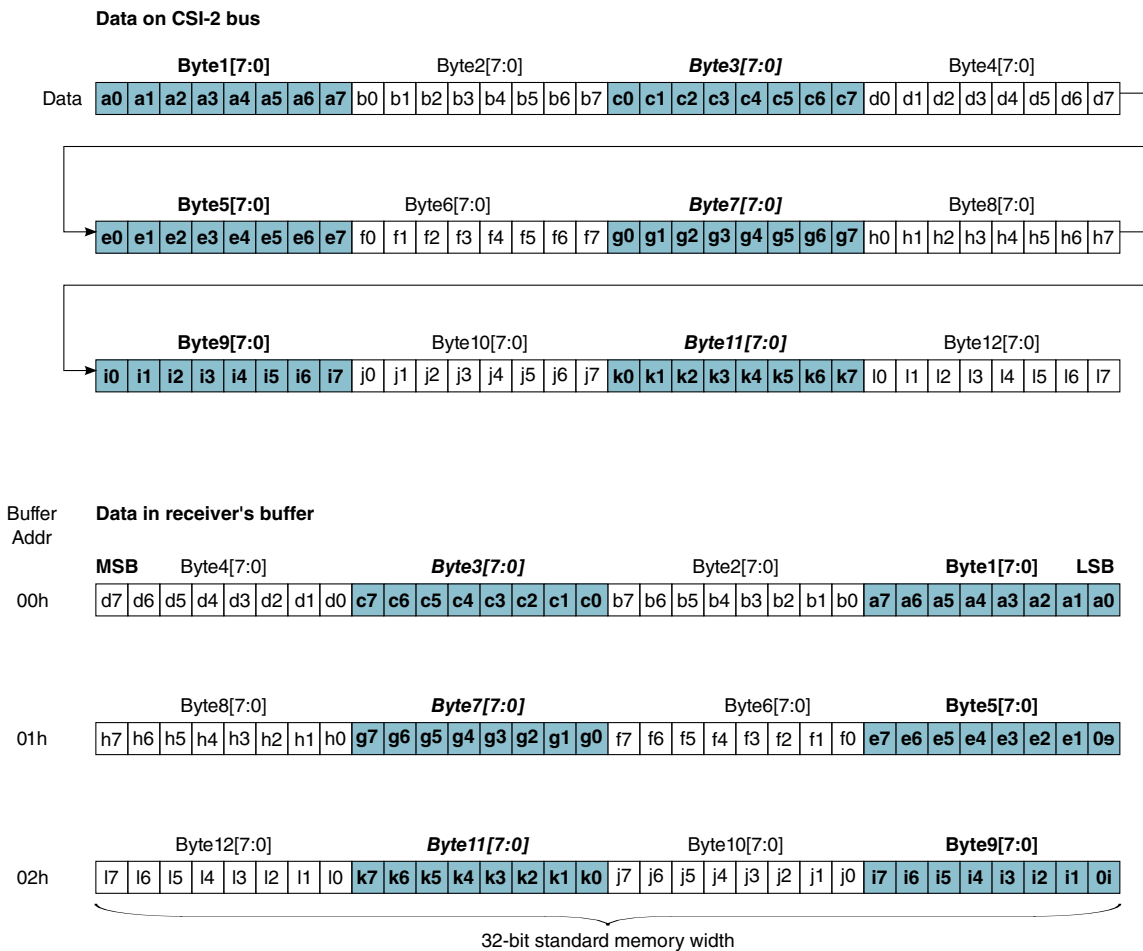 Data on CSI-2 bus
Byte1[7:0] Byte2[7:0] Byte3[7:0] Byte4[7:0]
Data a0 a1 a2 a3 a4 a5 a6 a7 b0 b1 b2 b3 b4 b5 b6 b7 c0 c1 c2 c3 c4 c5 c6 c7 d0 d1 d2 d3 d4 d5 d6 d7
Byte5[7:0] Byte6[7:0] Byte7[7:0] Byte8[7:0]
e0 e1 e2 e3 e4 e5 e6 e7 f0 f1 f2 f3 f4 f5 f6 f7 g0 g1 g2 g3 g4 g5 g6 g7 h0 h1 h2 h3 h4 h5 h6 h7
Byte9[7:0] Byte10[7:0] Byte11[7:0] Byte12[7:0]
i0 i1 i2 i3 i4 i5 i6 i7 j0 j1 j2 j3 j4 j5 j6 j7 k0 k1 k2 k3 k4 k5 k6 k7 l0 l1 l2 l3 l4 l5 l6 l7
Buffer Data in receiver's buffer
Addr
MSB Byte4[7:0] Byte3[7:0] Byte2[7:0] Byte1[7:0] LSB
00h d7 d6 d5 d4 d3 d2 d1 d0 c7 c6 c5 c4 c3 c2 c1 c0 b7 b6 b5 b4 b3 b2 b1 b0 a7 a6 a5 a4 a3 a2 a1 a0
Byte8[7:0] Byte7[7:0] Byte6[7:0] Byte5[7:0]
01h h7 h6 h5 h4 h3 h2 h1 h0 g7 g6 g5 g4 g3 g2 g1 g0 f7 f6 f5 f4 f3 f2 f1 f0 e7 e6 e5 e4 e3 e2 e1 0e
Byte12[7:0] Byte11[7:0] Byte10[7:0] Byte9[7:0]
02h l7 l6 l5 l4 l3 l2 l1 l0 k7 k6 k5 k4 k3 k2 k1 k0 j7 j6 j5 j4 j3 j2 j1 j0 i7 i6 i5 i4 i3 i2 i1 0i
32-bit standard memory width